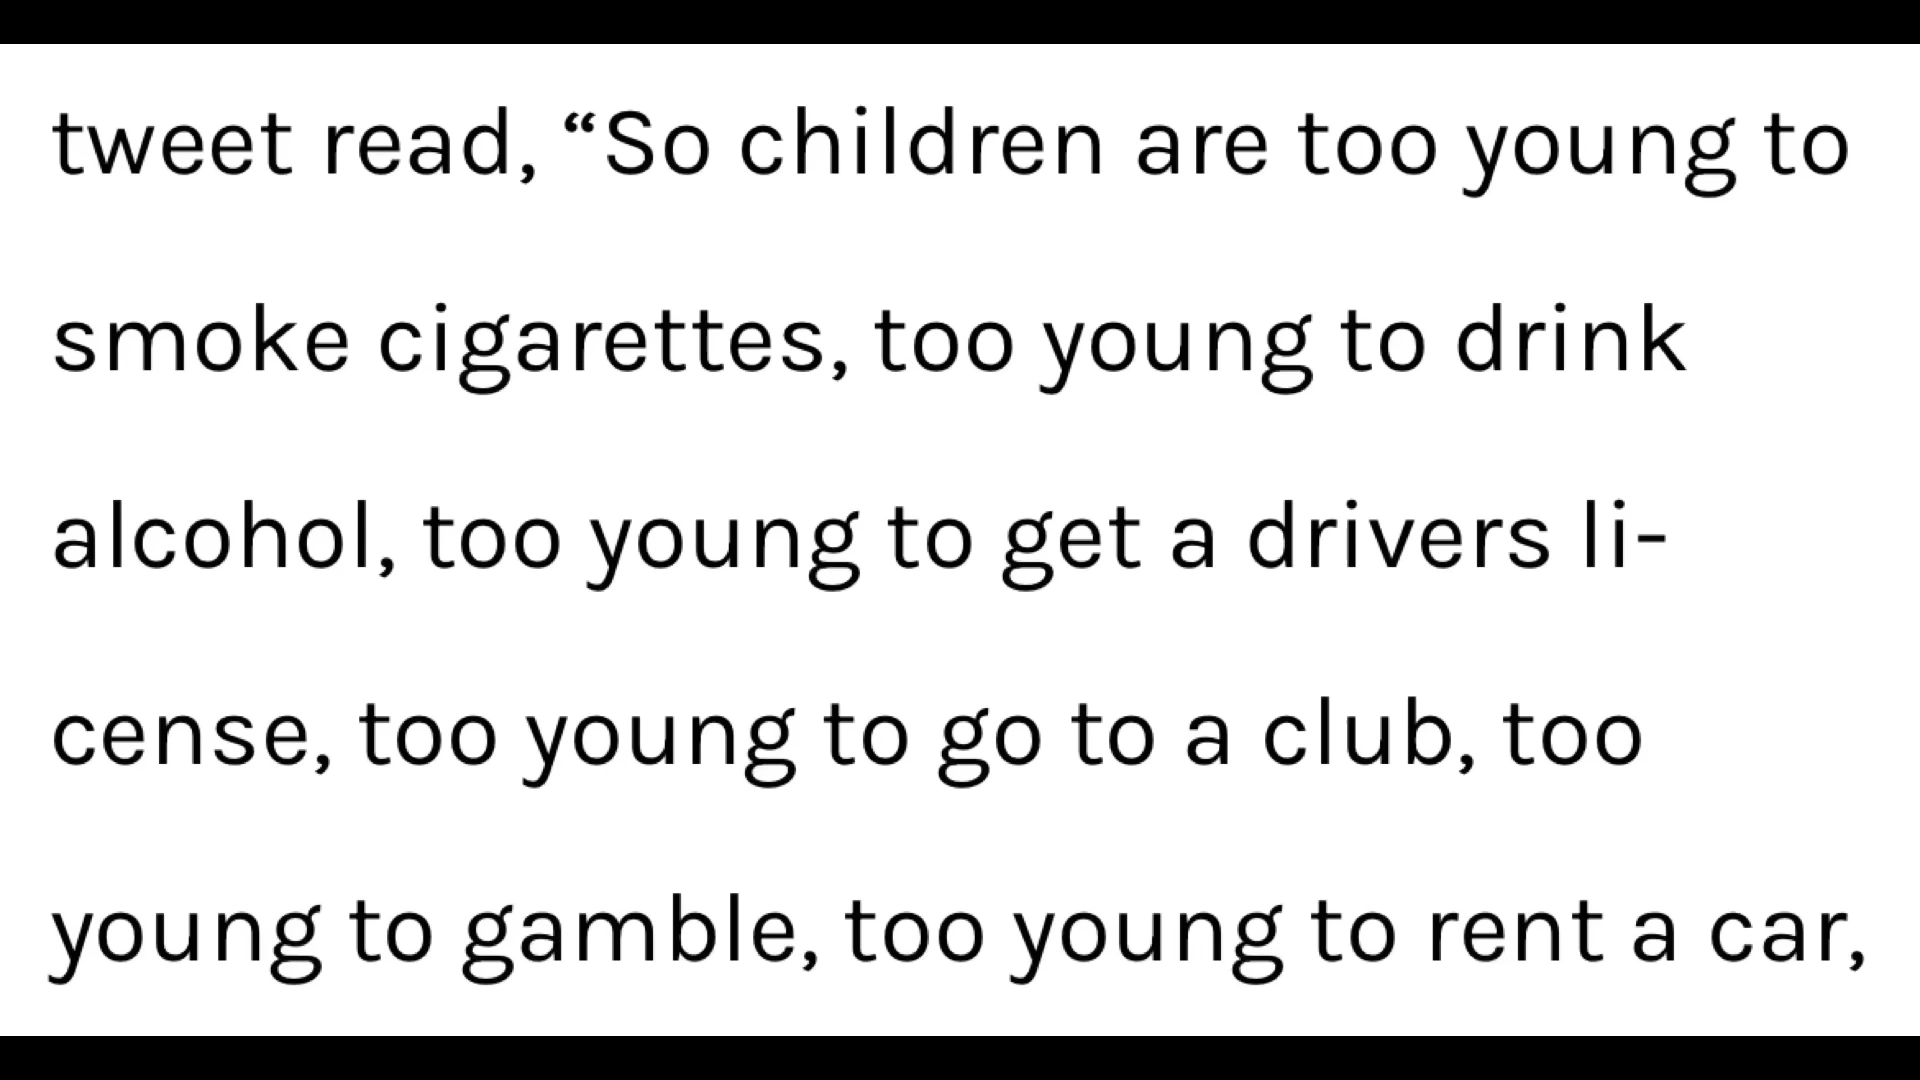 tweet read, “So children are too young to
smoke cigarettes, too young to drink
alcohol, too young to get a drivers li-
cense, too young to go to a club, too
young to gamble, too young to rent a car,